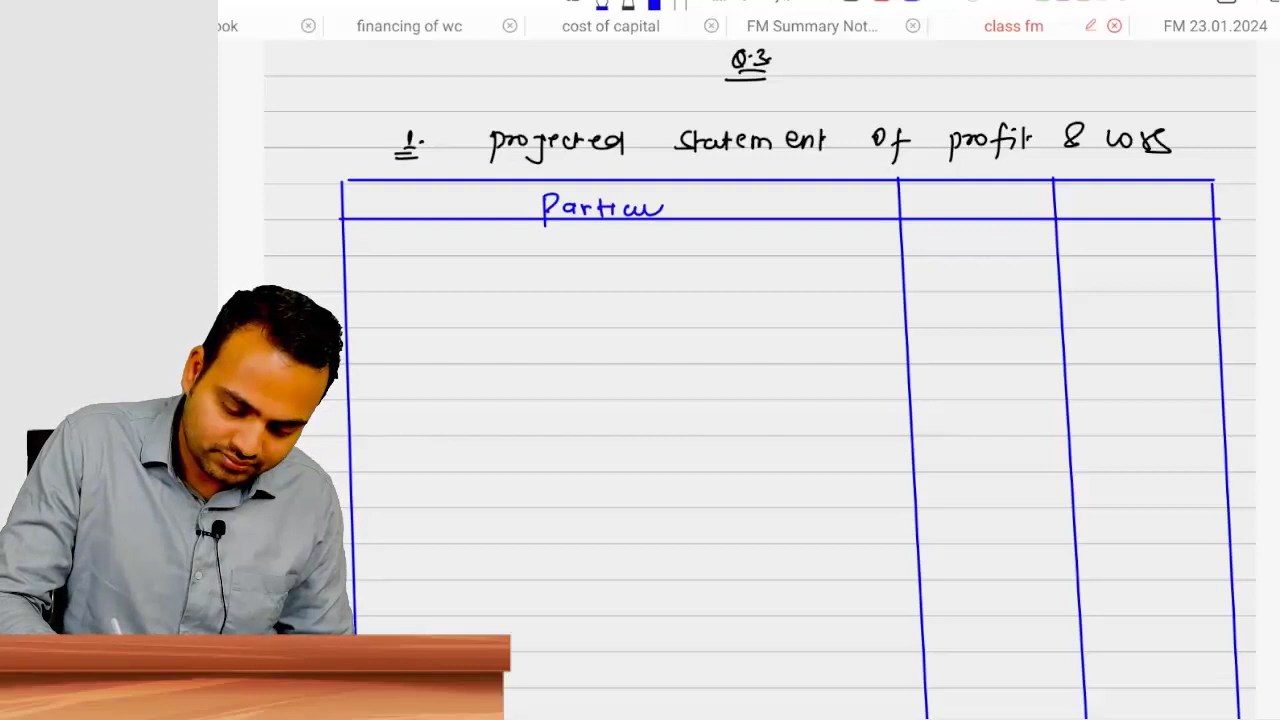 ook financing of wc cost of capital FM Summary Not... class fm FM 23.01.2024
Q.3
1. projected statement of profit & loss
Particu